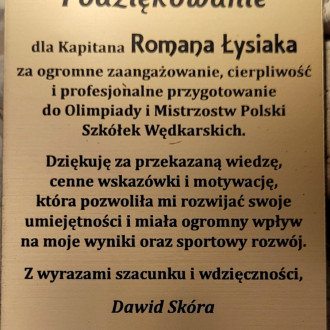 Podziękowanie
dla Kapitana Romana Łysiaka
za ogromne zaangażowanie, cierpliwość
i profesjonalne przygotowanie
do Olimpiady i Mistrzostw Polski
Szkółek Wędkarskich.
Dziękuję za przekazaną wiedzę,
cenne wskazówki i motywację,
która pozwoliła mi rozwijać swoje
umiejętności i miała ogromny wpływ
na moje wyniki oraz sportowy rozwój.
Z wyrazami szacunku i wdzięczności,
Dawid Skóra